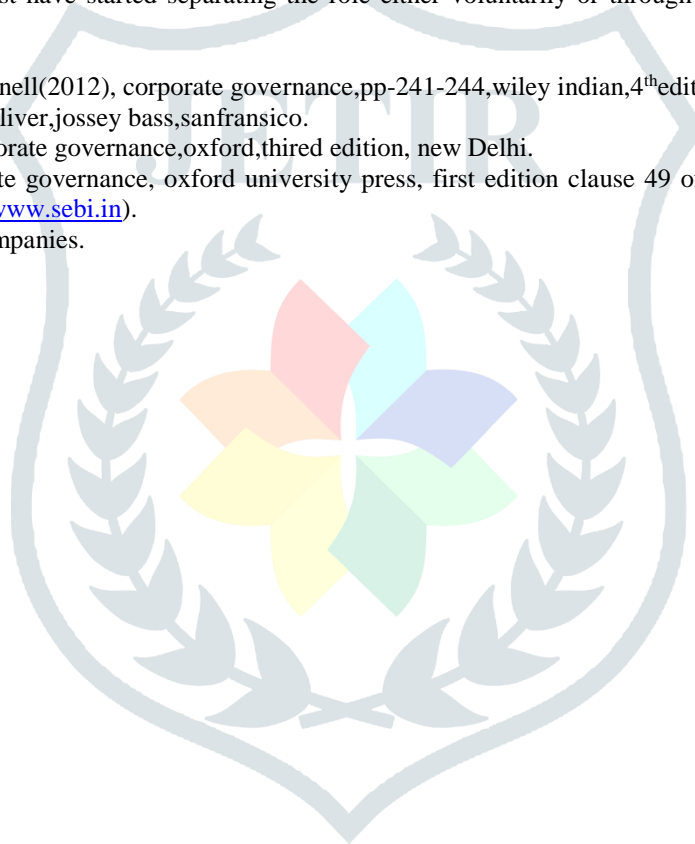 st have started separating the role either voluntarily or through
nell(2012), corporate governance,pp-241-244,wiley indian,4thedit
liver,jossey bass,sanfransico.
orate governance,oxford,thired edition, new Delhi.
te governance, oxford university press, first edition clause 49 o
www.sebi.in).
mpanies.
JETIR